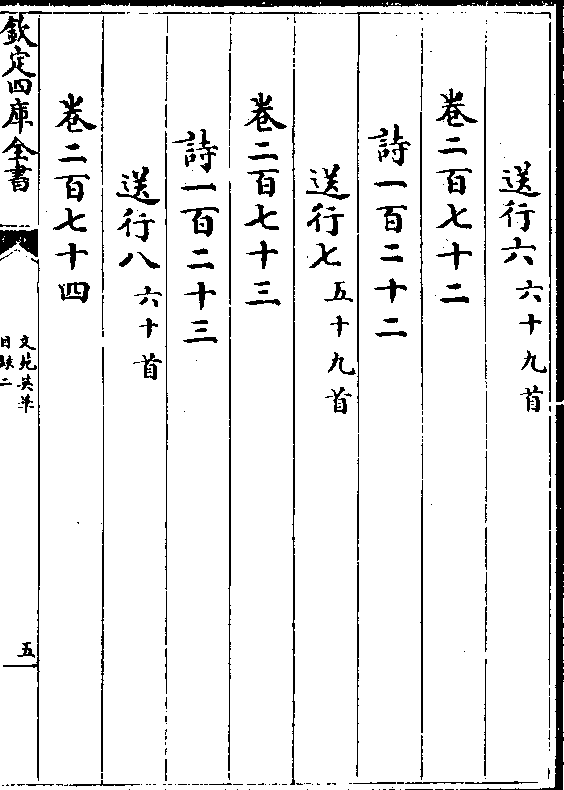 送行六六十九首
卷二百七十二
詩一百二十二
送行七五十九首
卷二百七十三
詩一百二十三
送行八六十首
卷二百七十四
欽定四庫全書
文苑英華
目録二
五